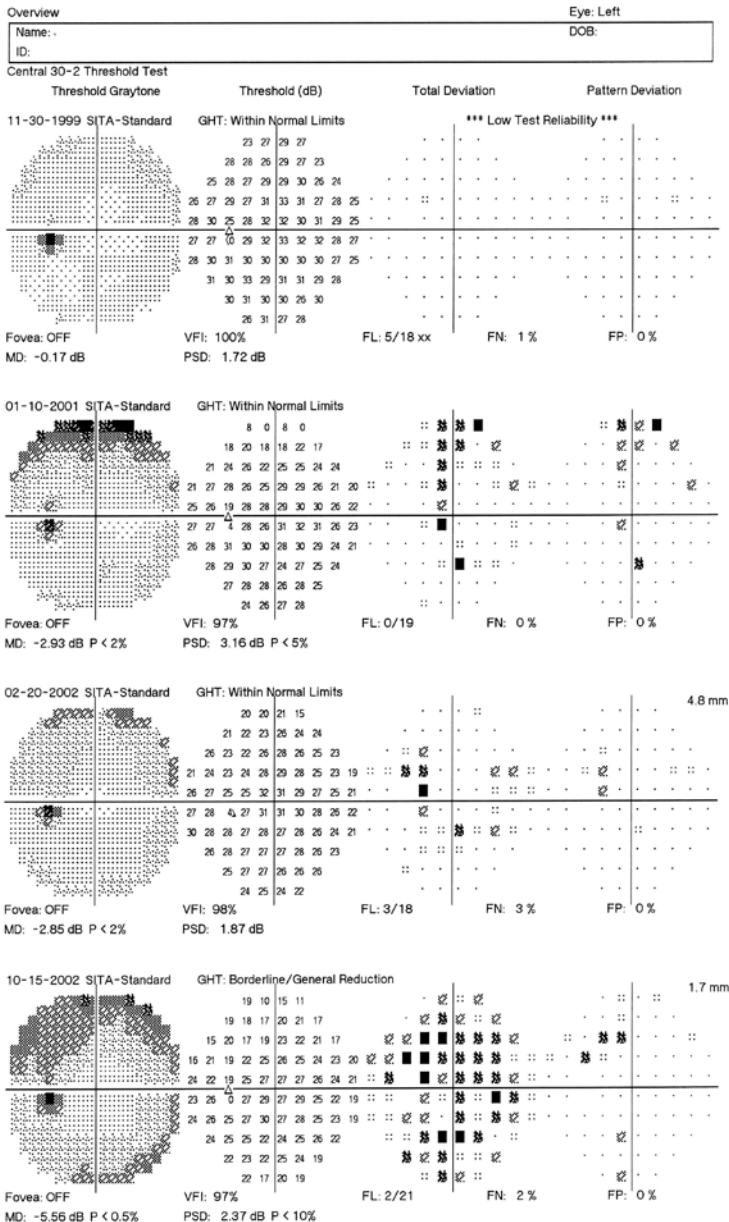 Overview Eye: Left
Name: . DOB:
ID:
Central 30-2 Threshold Test
Threshold Graytone Threshold (dB) Total Deviation Pattern Deviation
11-30-1999 SITA-Standard GHT: Within Normal Limits *** Low Test Reliability ***
23 27 29 27
28 28 26 29 27 23
25 28 27 29 29 30 26 24
26 27 29 27 31 33 31 27 28 25
28 30 25 28 32 32 30 31 29 25
27 27 (0 29 32 33 32 32 28 27
28 30 31 30 30 30 30 30 27 25
31 30 33 29 31 31 29 28
30 31 30 30 26 30
26 31 27 28
Fovea: OFF VFI: 100% FL: 5/18 xx FN: 1 % FP: 0 %
MD: -0.17 dB PSD: 1.72 dB
01-10-2001 SITA-Standard GHT: Within Normal Limits
8 0 8 0
18 20 18 18 22 17
21 24 26 22 25 25 24 24
21 27 28 26 25 29 29 26 21 20
25 26 19 28 28 29 30 30 26 22
27 27 4 28 26 31 32 31 26 23
26 28 31 30 30 28 30 29 24 21
28 29 30 27 24 27 25 24
27 28 28 26 28 25
24 26 27 28
Fovea: OFF VFI: 97% FL: 0/19 FN: 0 % FP: 0 %
MD: -2.93 dB P < 2% PSD: 3.16 dB P < 5%
02-20-2002 SITA-Standard GHT: Within Normal Limits 4.8 mm
20 20 21 15
21 22 23 26 24 24
26 23 22 26 28 26 25 23
21 24 23 24 28 29 28 25 23 19
26 27 25 25 32 31 29 27 25 21
27 28 27 31 31 30 28 26 22
30 28 28 27 28 27 28 26 24 21
26 28 27 27 27 28 26 23
25 27 27 26 26 26
24 25 24 22
Fovea: OFF VFI: 98% FL: 3/18 FN: 3 % FP: 0 %
MD: -2.85 dB P < 2% PSD: 1.87 dB
10-15-2002 SITA-Standard GHT: Borderline/General Reduction 1.7 mm
19 10 15 11
19 18 17 20 21 17
15 20 17 19 23 22 21 17
16 21 19 22 25 26 25 24 23 20
24 22 19 25 27 27 27 26 24 21
23 26 0 27 29 27 29 25 22 19
24 26 25 27 30 27 28 25 23 19
24 25 25 22 24 25 26 22
22 23 22 25 24 19
22 17 20 19
Fovea: OFF VFI: 97% FL: 2/21 FN: 2 % FP: 0 %
MD: -5.56 dB P < 0.5% PSD: 2.37 dB P < 10%